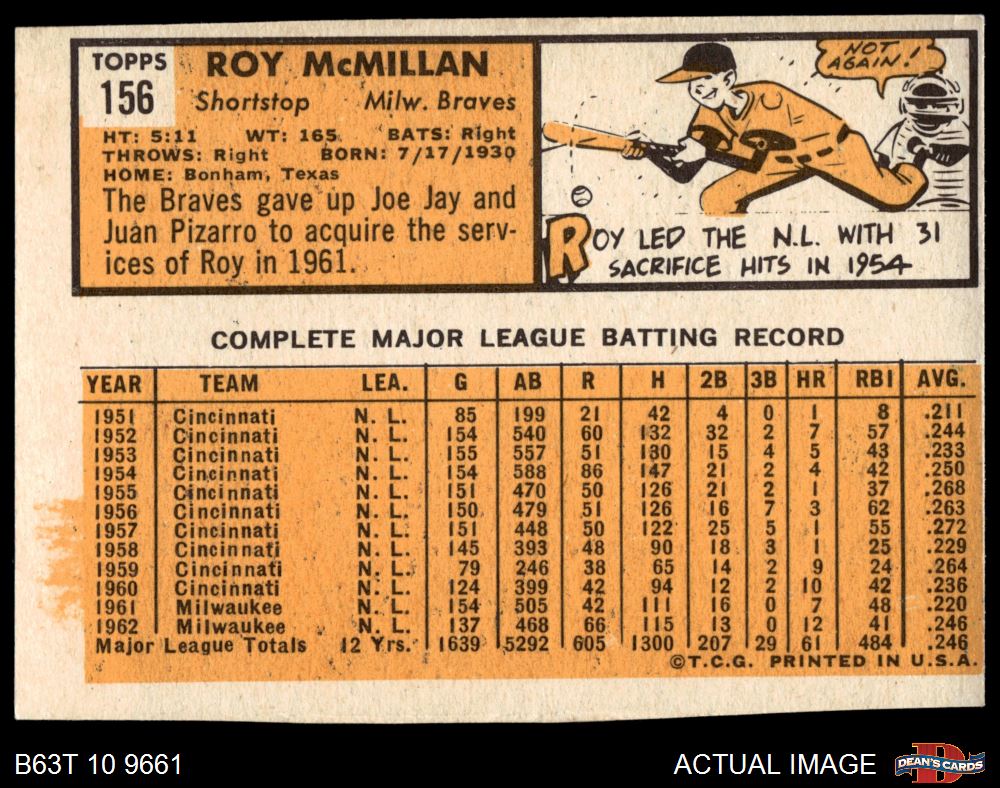 TOPPS
156
ROY McMILLAN
Shortstop Milw. Braves
HT: 5:11 WT: 165 BATS: Right
THROWS: Right BORN: 7/17/1930
HOME: Bonham, Texas
The Braves gave up Joe Jay and
Juan Pizarro to acquire the serv-
ices of Roy in 1961.
NOT
AGAIN!
ROY LED THE N.L. WITH 31
SACRIFICE HITS IN 1954
COMPLETE MAJOR LEAGUE BATTING RECORD
YEAR TEAM LEA. G AB R H 2B 3B HR RBI AVG.
1951 Cincinnati N. L. 85 199 21 42 4 0 1 8 .211
1952 Cincinnati N. L. 154 540 60 132 32 2 7 57 .244
1953 Cincinnati N. L. 155 557 51 130 15 4 5 43 .233
1954 Cincinnati N. L. 154 588 86 147 21 2 4 42 .250
1955 Cincinnati N. L. 151 470 50 126 21 2 1 37 .268
1956 Cincinnati N. L. 150 479 51 126 16 7 3 62 .263
1957 Cincinnati N. L. 151 448 50 122 25 5 1 55 .272
1958 Cincinnati N. L. 145 393 48 90 18 3 1 25 .229
1959 Cincinnati N. L. 79 246 38 65 14 2 9 24 .264
1960 Cincinnati N. L. 124 399 42 94 12 2 10 42 .236
1961 Milwaukee N. L. 154 505 42 111 16 0 7 48 .220
1962 Milwaukee N. L. 137 468 66 115 13 0 12 41 .246
Major League Totals 12 Yrs. 1639 5292 605 1300 207 29 61 484 .246
©T.C.G. PRINTED IN U.S.A.
B63T 10 9661
ACTUAL IMAGE
D
DEAN'S CARDS